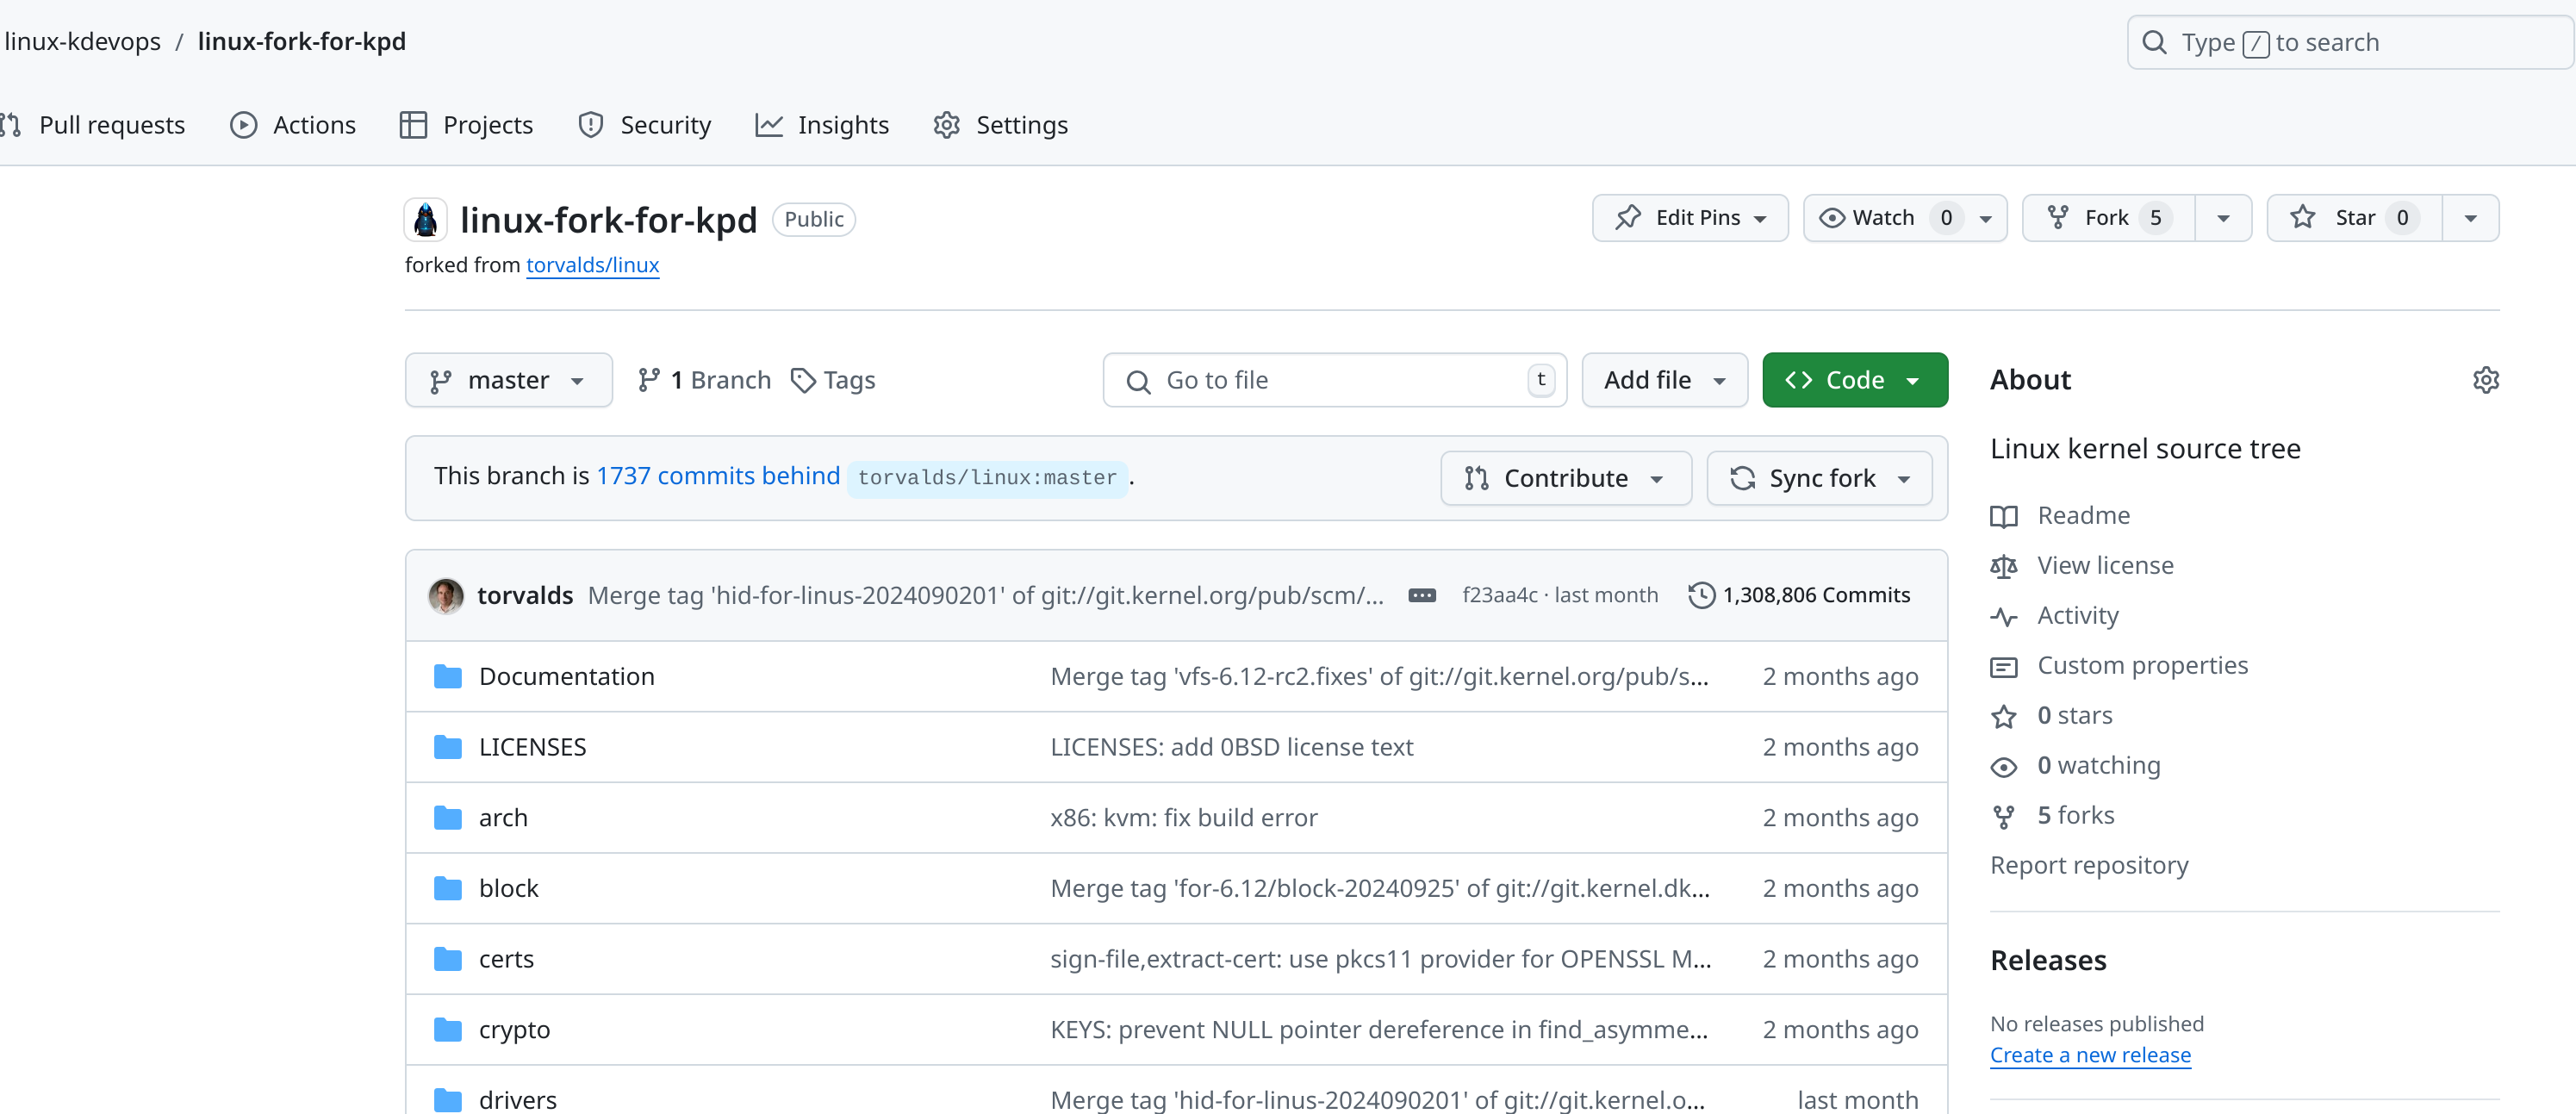 linux-kdevops / linux-fork-for-kpd
Type / to search
Pull requests Actions Projects Security Insights Settings
linux-fork-for-kpd Public
Edit Pins Watch 0 Fork 5 Star 0
forked from torvalds/linux
master 1 Branch Tags
Go to file t Add file <> Code
This branch is 1737 commits behind torvalds/linux:master.
Contribute Sync fork
torvalds Merge tag 'hid-for-linus-2024090201' of git://git.kernel.org/pub/scm/... f23aa4c · last month 1,308,806 Commits
Documentation Merge tag 'vfs-6.12-rc2.fixes' of git://git.kernel.org/pub/s... 2 months ago
LICENSES LICENSES: add 0BSD license text 2 months ago
arch x86: kvm: fix build error 2 months ago
block Merge tag 'for-6.12/block-20240925' of git://git.kernel.dk... 2 months ago
certs sign-file,extract-cert: use pkcs11 provider for OPENSSL M... 2 months ago
crypto KEYS: prevent NULL pointer dereference in find_asymme... 2 months ago
drivers Merge tag 'hid-for-linus-2024090201' of git://git.kernel.o... last month
About
Linux kernel source tree
Readme
View license
Activity
Custom properties
0 stars
0 watching
5 forks
Report repository
Releases
No releases published
Create a new release